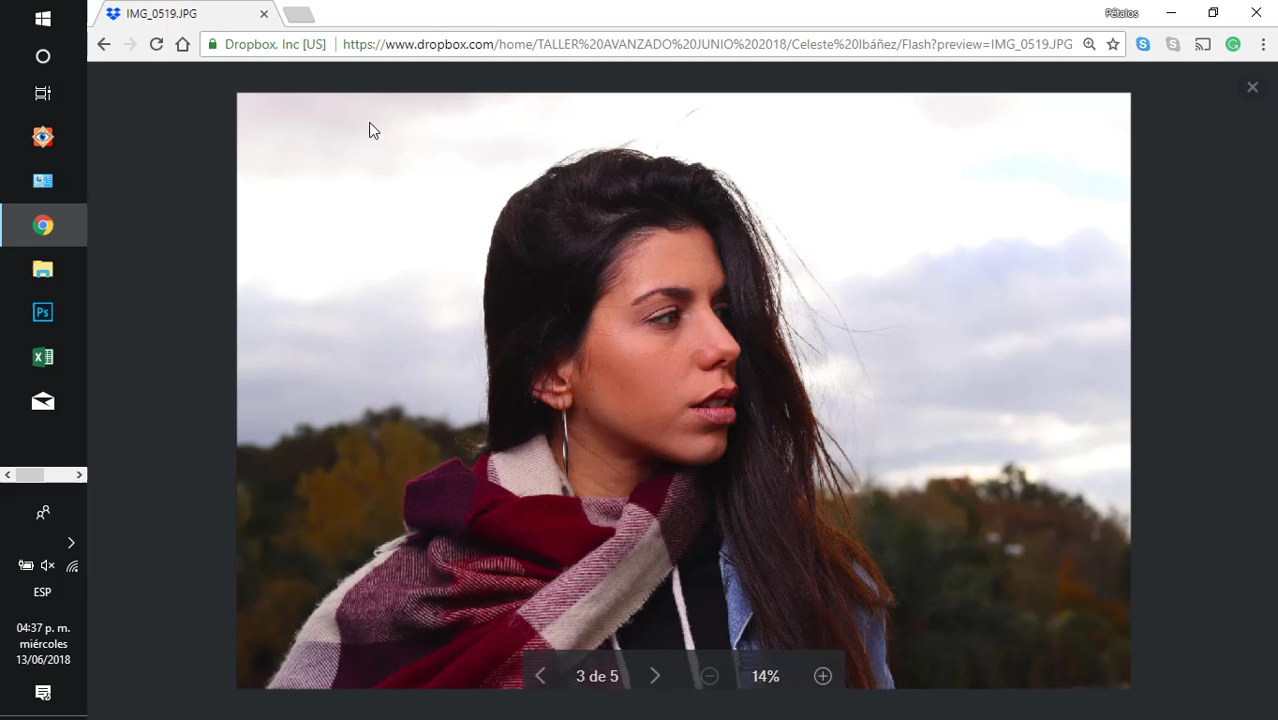 IMG_0519.JPG
Pétalos
Dropbox, Inc [US]
https://www.dropbox.com/home/TALLER%20AVANZADO%20JUNIO%202018/Celeste%20Ibáñez/Flash?preview=IMG_0519.JPG
Ps
ESP
04:37 p. m.
miércoles
13/06/2018
3 de 5
14%